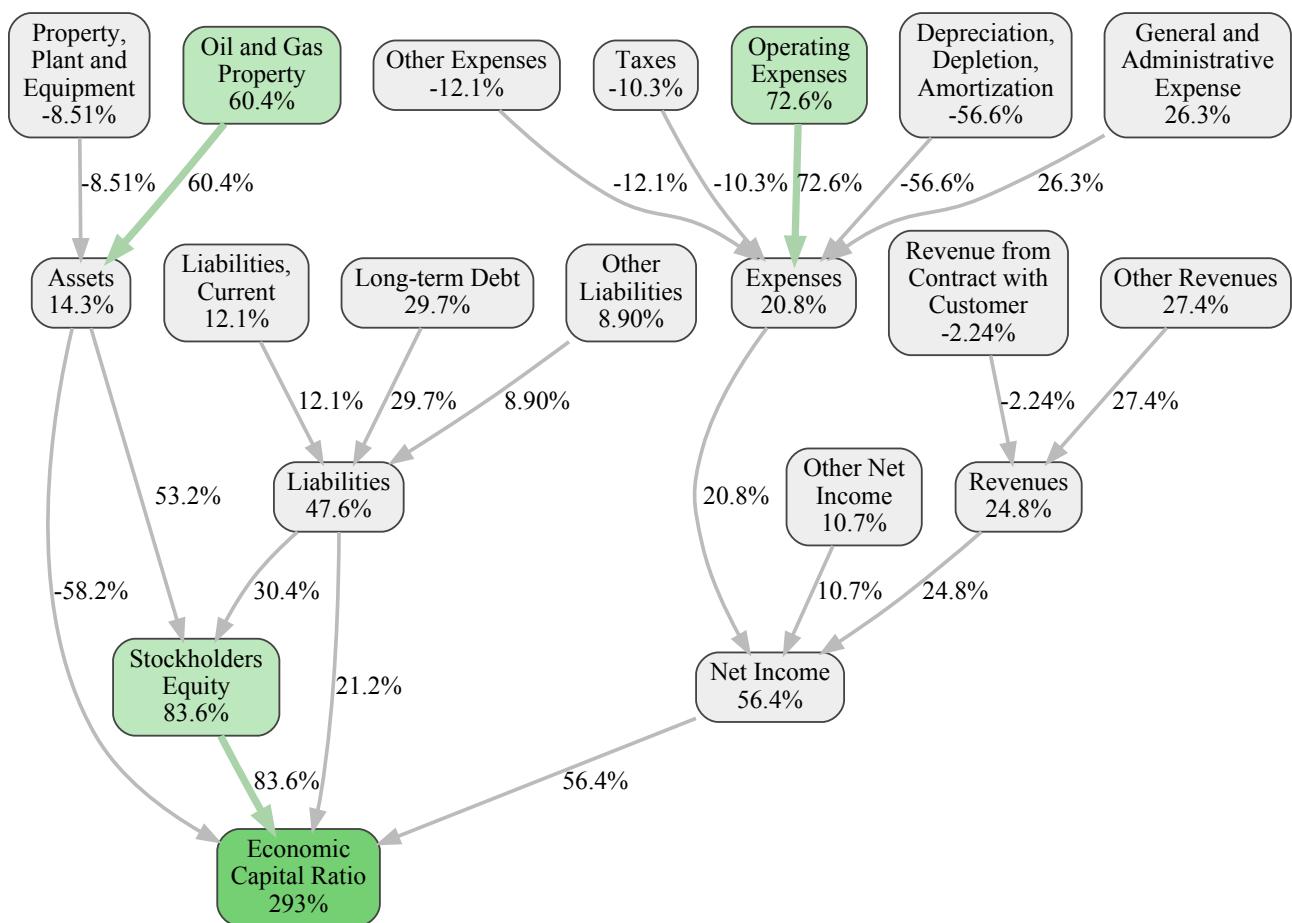 Property,
Plant and
Equipment
-8.51%
Oil and Gas
Property
60.4%
Other Expenses
-12.1%
Taxes
-10.3%
Operating
Expenses
72.6%
Depreciation,
Depletion,
Amortization
-56.6%
General and
Administrative
Expense
26.3%
-8.51%
60.4%
-12.1%
-10.3%
72.6%
-56.6%
26.3%
Assets
14.3%
Liabilities,
Current
12.1%
Long-term Debt
29.7%
Other
Liabilities
8.90%
Expenses
20.8%
Revenue from
Contract with
Customer
-2.24%
Other Revenues
27.4%
12.1%
29.7%
8.90%
-2.24%
27.4%
53.2%
Liabilities
47.6%
20.8%
Other Net
Income
10.7%
Revenues
24.8%
-58.2%
30.4%
10.7%
24.8%
Stockholders
Equity
83.6%
21.2%
Net Income
56.4%
83.6%
56.4%
Economic
Capital Ratio
293%